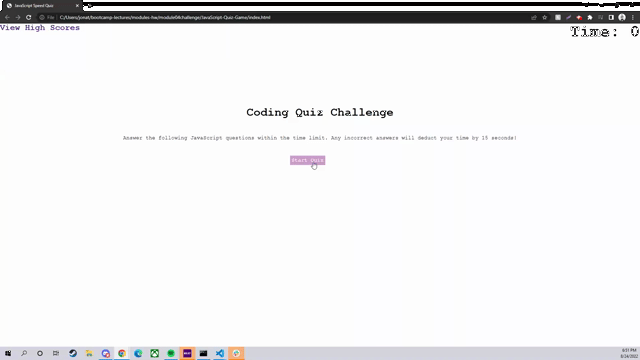 JavaScript Speed Quiz
File | C:/Users/jonat/bootcamp-lectures/modules-hw/module04challenge/JavaScript-Quiz-Game/index.html
View High Scores
Time: 0
Coding Quiz Challenge
Answer the following JavaScript questions within the time limit. Any incorrect answers will deduct your time by 15 seconds!
Start Quiz
8:31 PM
8/24/2022